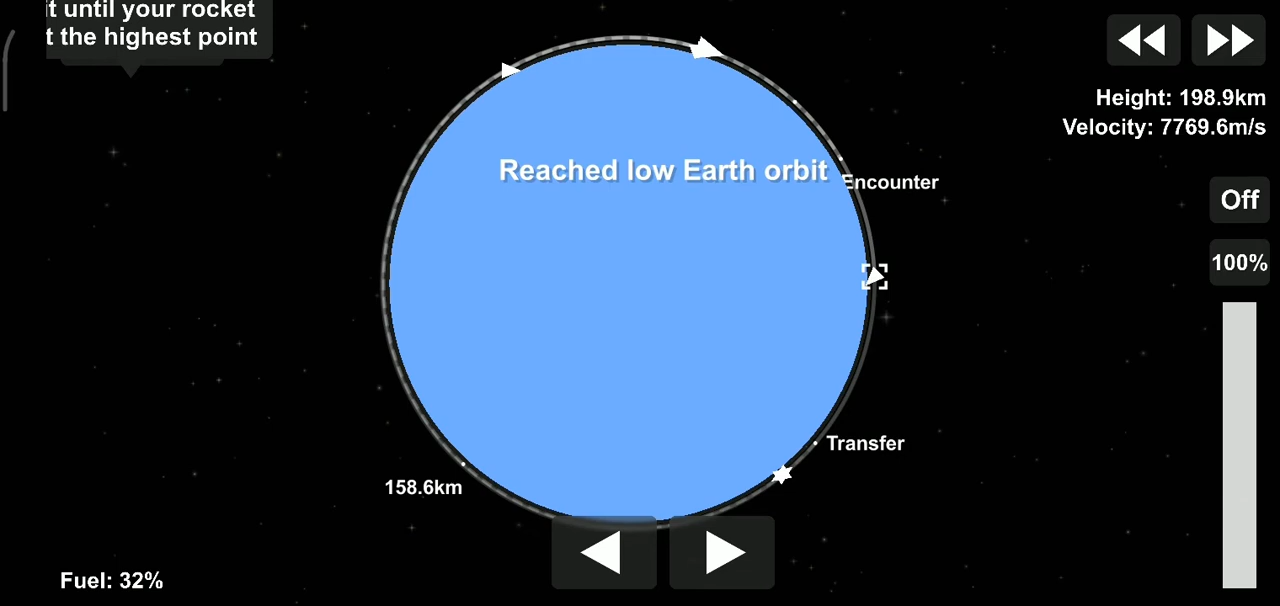 it until your rocket
t the highest point
Height: 198.9km
Velocity: 7769.6m/s
Reached low Earth orbit
Encounter
Off
100%
Transfer
158.6km
Fuel: 32%